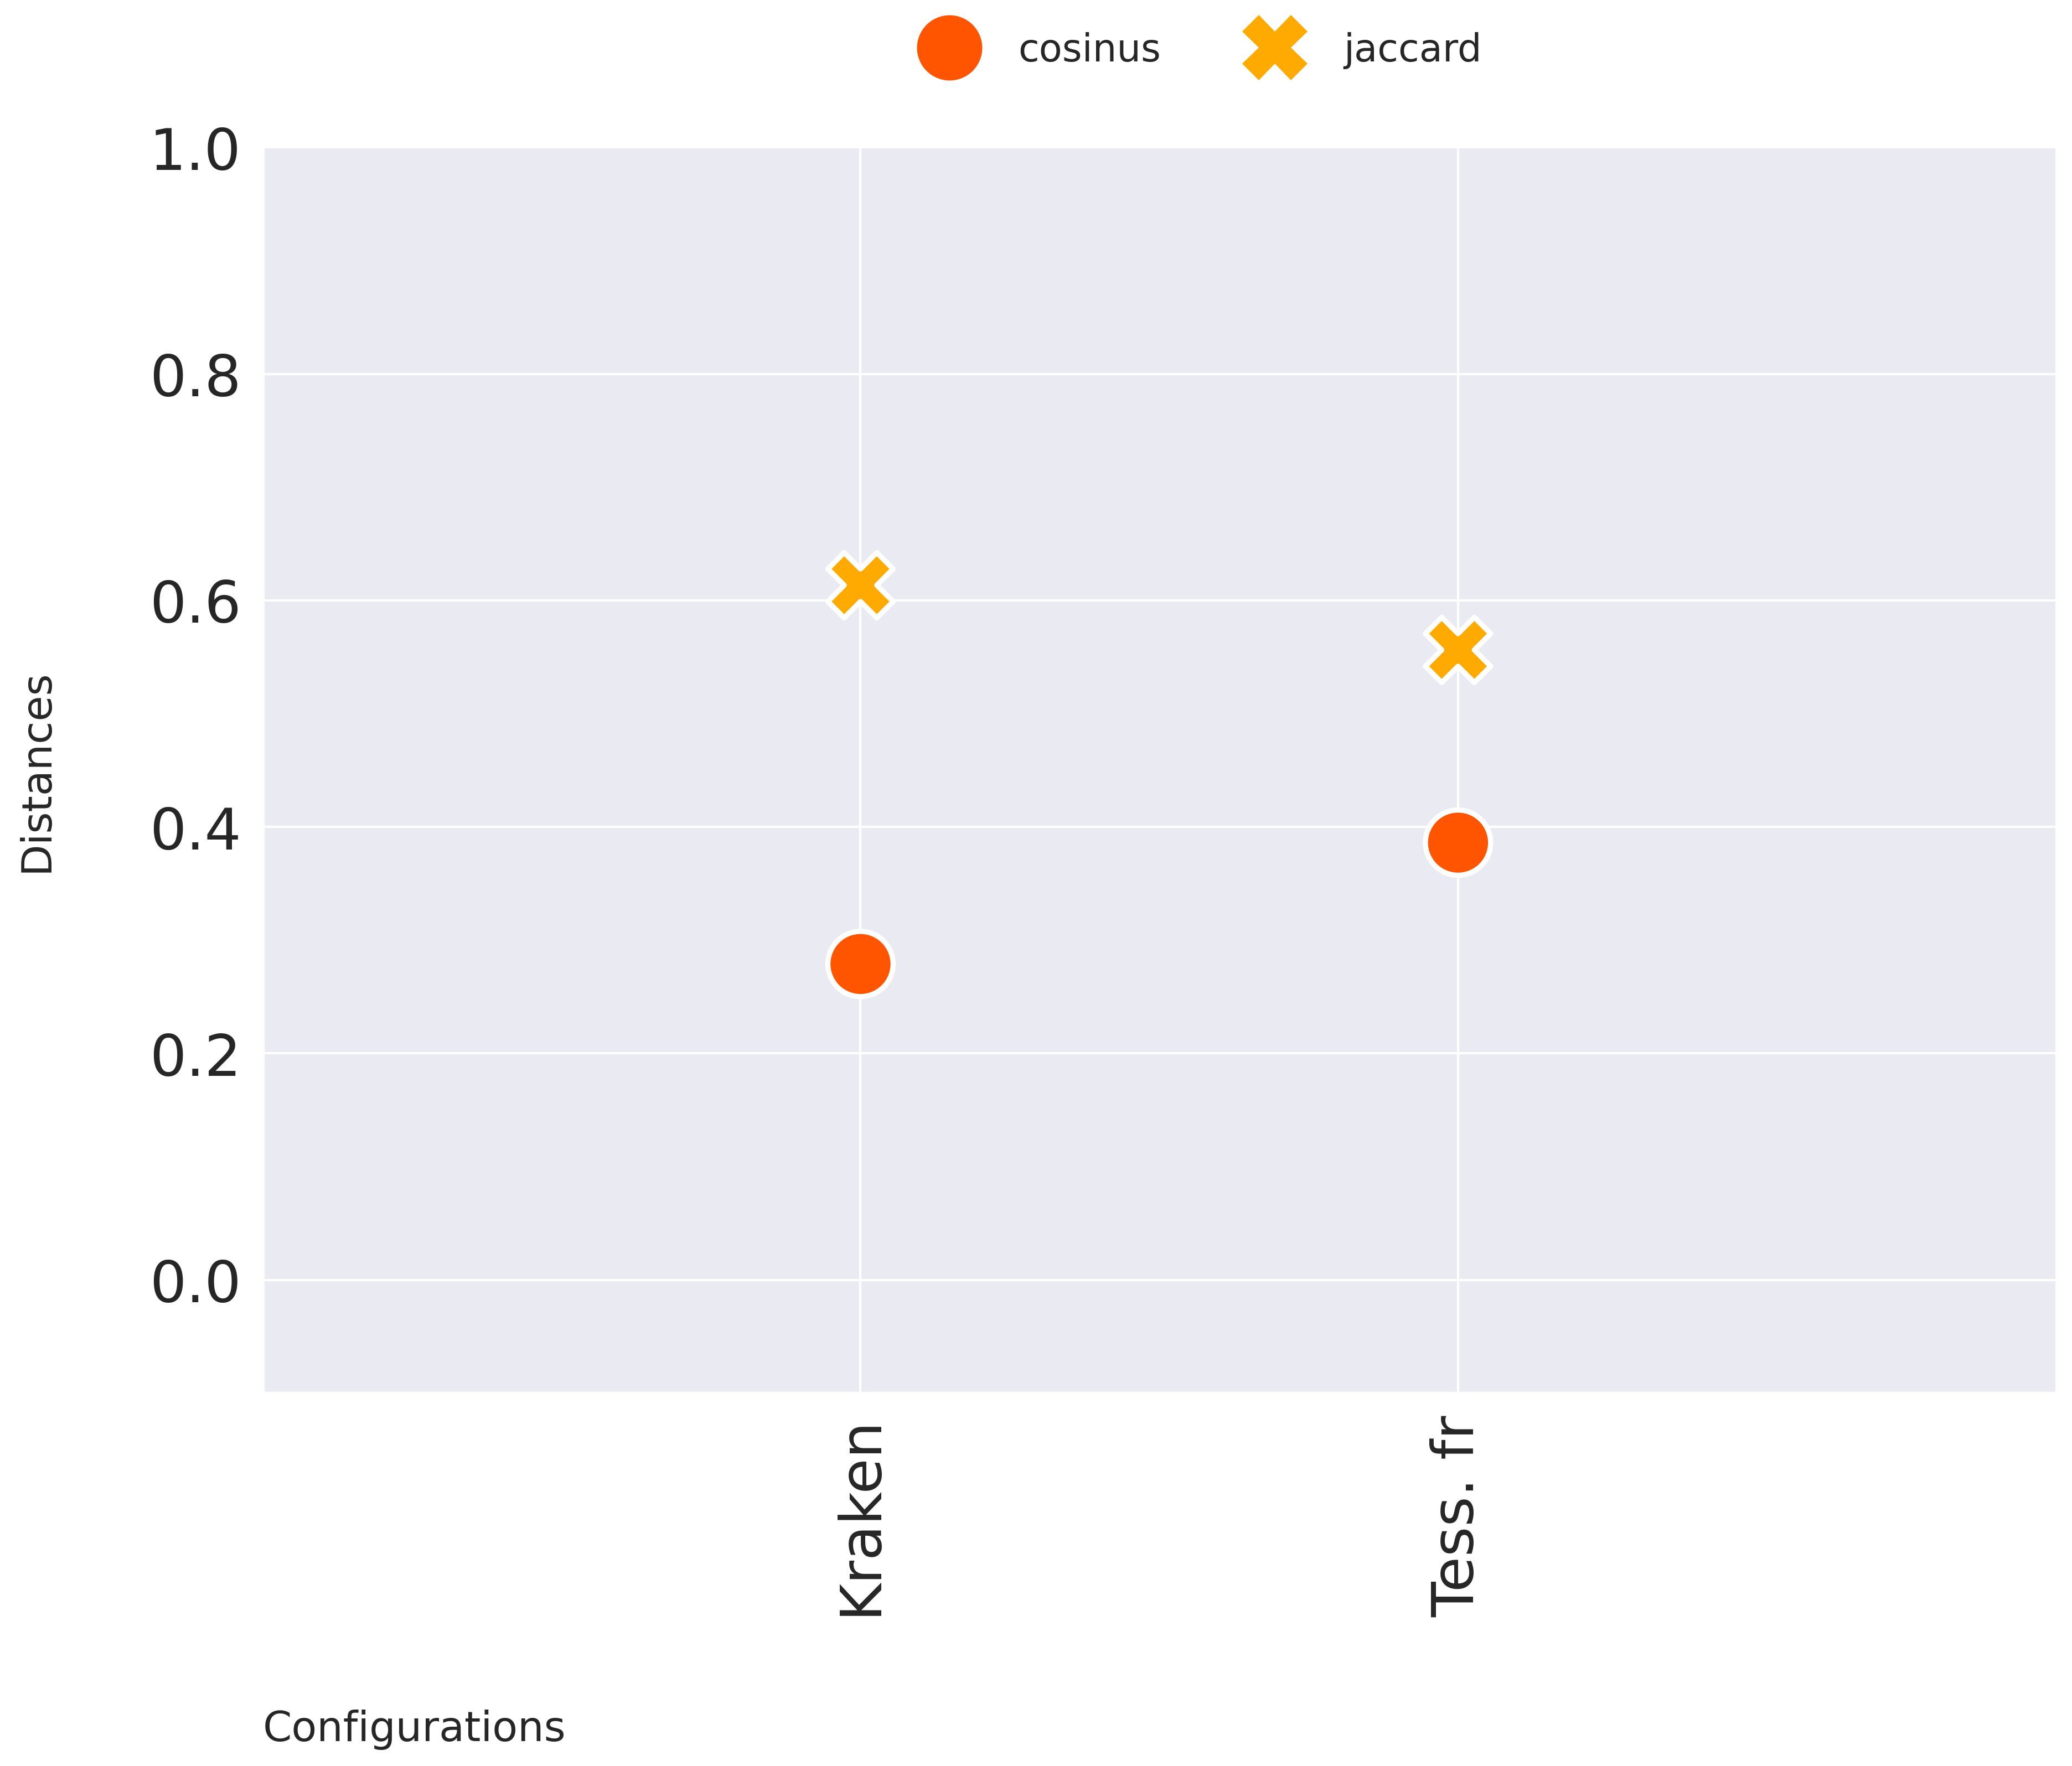 cosinus jaccard
1.0
0.8
0.6
0.4
0.2
0.0
Distances
Kraken
Tess. fr
Configurations